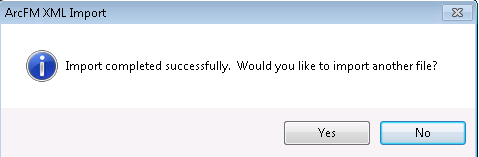 ArcFM XML Import
Import completed successfully.  Would you like to import another file?
Yes
No